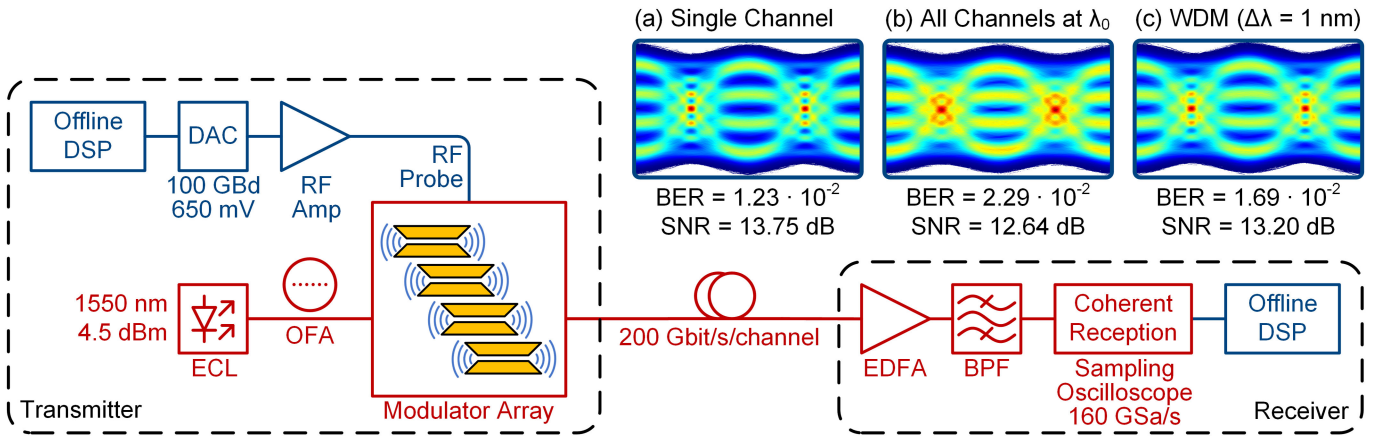 (a) Single Channel
(b) All Channels at λ₀
(c) WDM (Δλ = 1 nm)
BER = 1.23 · 10⁻²
SNR = 13.75 dB
BER = 2.29 · 10⁻²
SNR = 12.64 dB
BER = 1.69 · 10⁻²
SNR = 13.20 dB
Offline
DSP
DAC
100 GBd
650 mV
RF
Amp
RF
Probe
1550 nm
4.5 dBm
ECL
OFA
Modulator Array
Transmitter
200 Gbit/s/channel
EDFA
BPF
Coherent
Reception
Sampling
Oscilloscope
160 GSa/s
Offline
DSP
Receiver